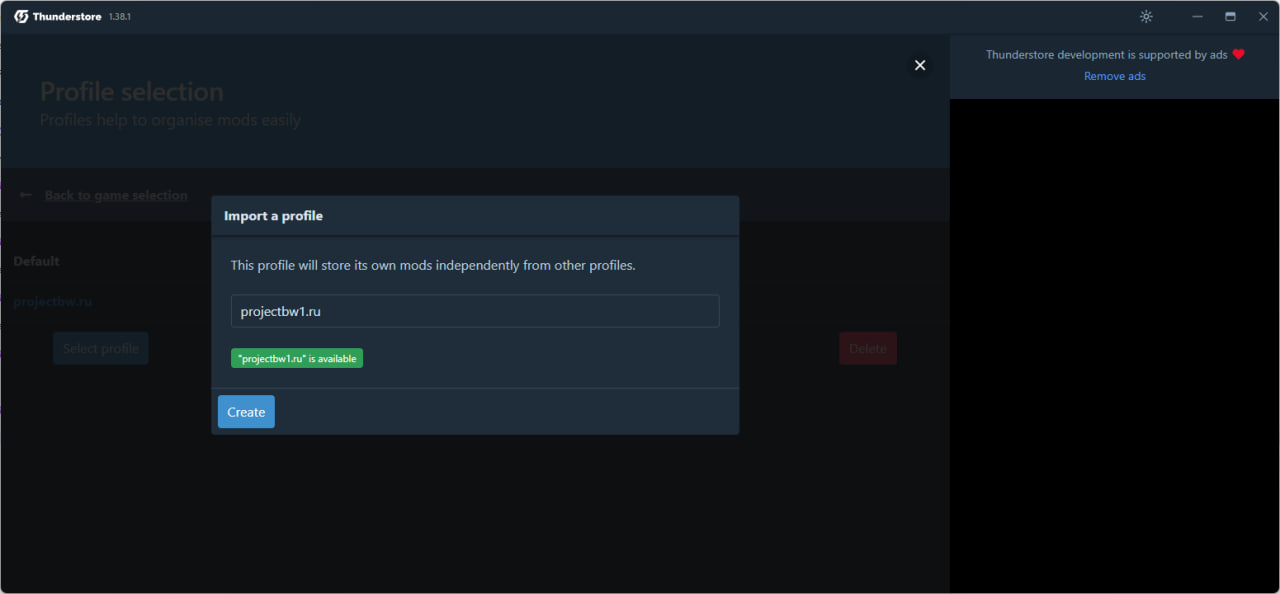 Thunderstore 1.38.1
Thunderstore development is supported by ads
Remove ads
Profile selection
Profiles help to organise mods easily
Back to game selection
Import a profile
This profile will store its own mods independently from other profiles.
Default
projectbw.ru
projectbw1.ru
Select profile
Delete
"projectbw1.ru" is available
Create